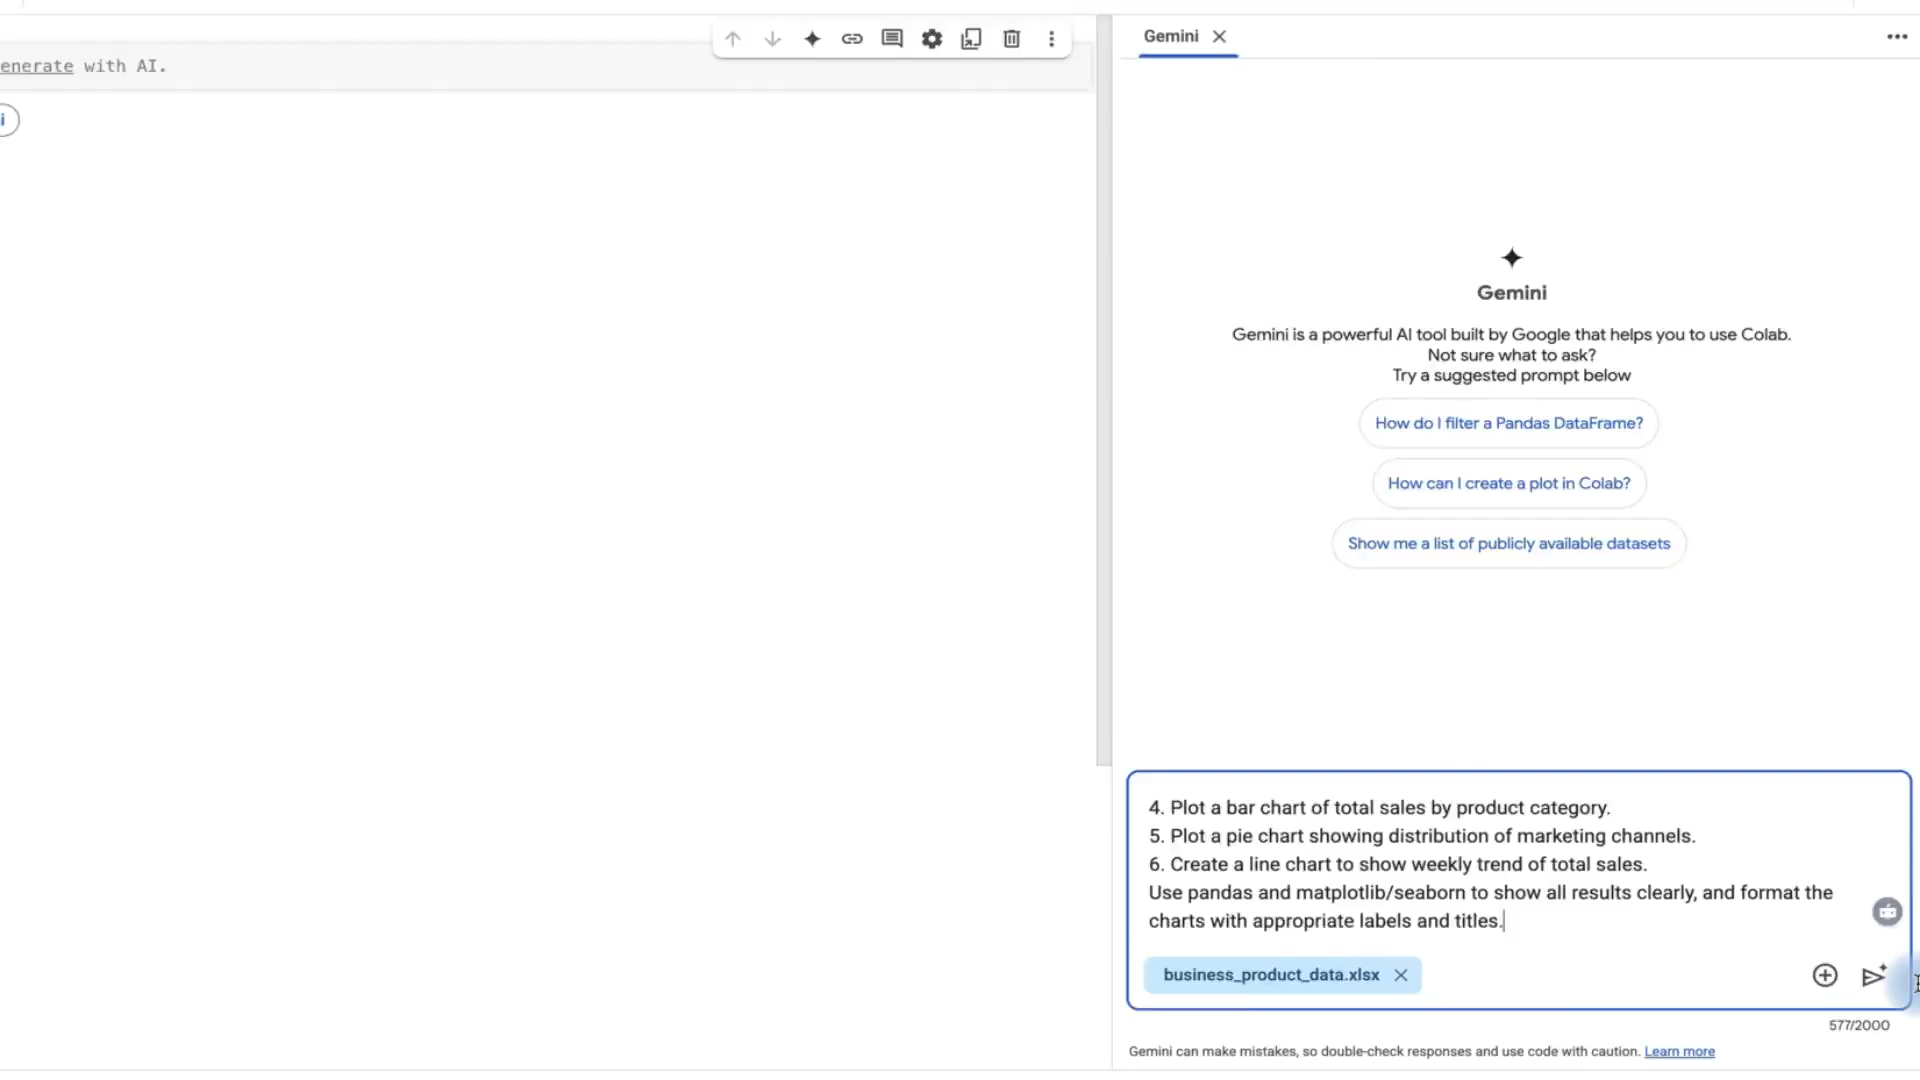 enerate with AI.
i
Gemini
Gemini
Gemini is a powerful AI tool built by Google that helps you to use Colab.
Not sure what to ask?
Try a suggested prompt below
How do I filter a Pandas DataFrame?
How can I create a plot in Colab?
Show me a list of publicly available datasets
4. Plot a bar chart of total sales by product category.
5. Plot a pie chart showing distribution of marketing channels.
6. Create a line chart to show weekly trend of total sales.
Use pandas and matplotlib/seaborn to show all results clearly, and format the
charts with appropriate labels and titles.
business_product_data.xlsx
577/2000
Gemini can make mistakes, so double-check responses and use code with caution. Learn more